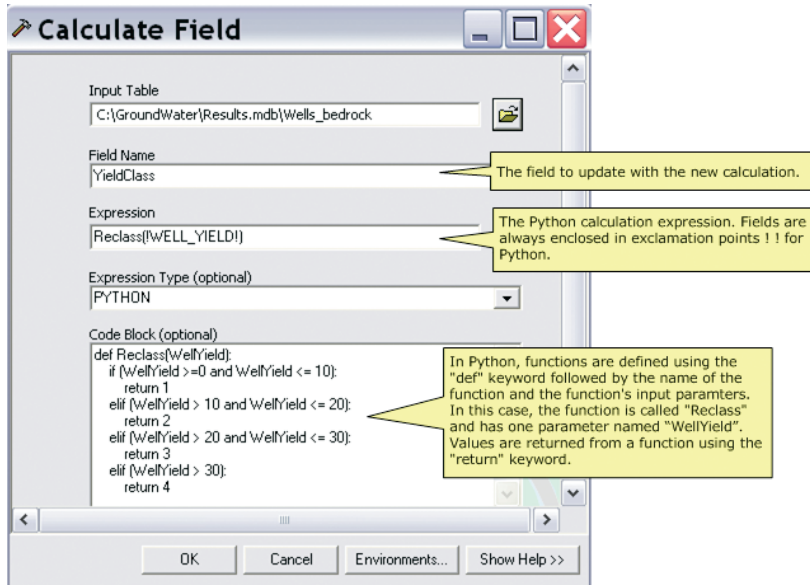 Calculate Field
Input Table
C:\GroundWater\Results.mdb\Wells_bedrock
Field Name
YieldClass
The field to update with the new calculation.
Expression
Reclass(!WELL_YIELD!)
The Python calculation expression. Fields are
always enclosed in exclamation points ! ! for
Python.
Expression Type (optional)
PYTHON
Code Block (optional)
def Reclass(WellYield):
if (WellYield >=0 and WellYield <= 10):
return 1
elif (WellYield > 10 and WellYield <= 20):
return 2
elif (WellYield > 20 and WellYield <= 30):
return 3
elif (WellYield > 30):
return 4
In Python, functions are defined using the
"def" keyword followed by the name of the
function and the function's input paramters.
In this case, the function is called "Reclass"
and has one parameter named "WellYield".
Values are returned from a function using the
"return" keyword.
OK
Cancel
Environments...
Show Help >>